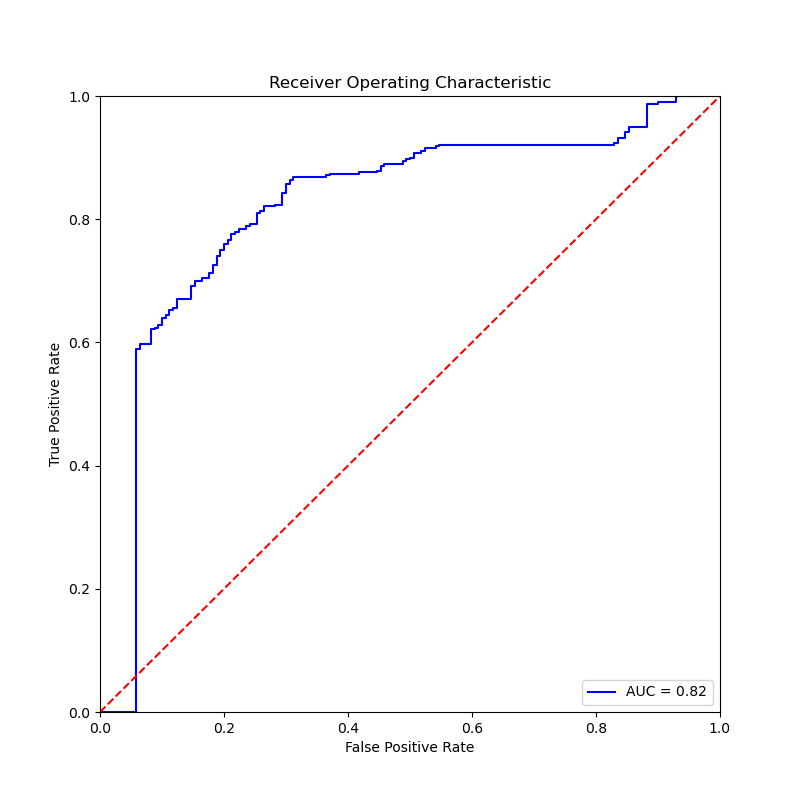 Receiver Operating Characteristic
1.0
0.8
0.6
0.4
0.2
0.0
True Positive Rate
AUC = 0.82
0.0 0.2 0.4 0.6 0.8 1.0
False Positive Rate